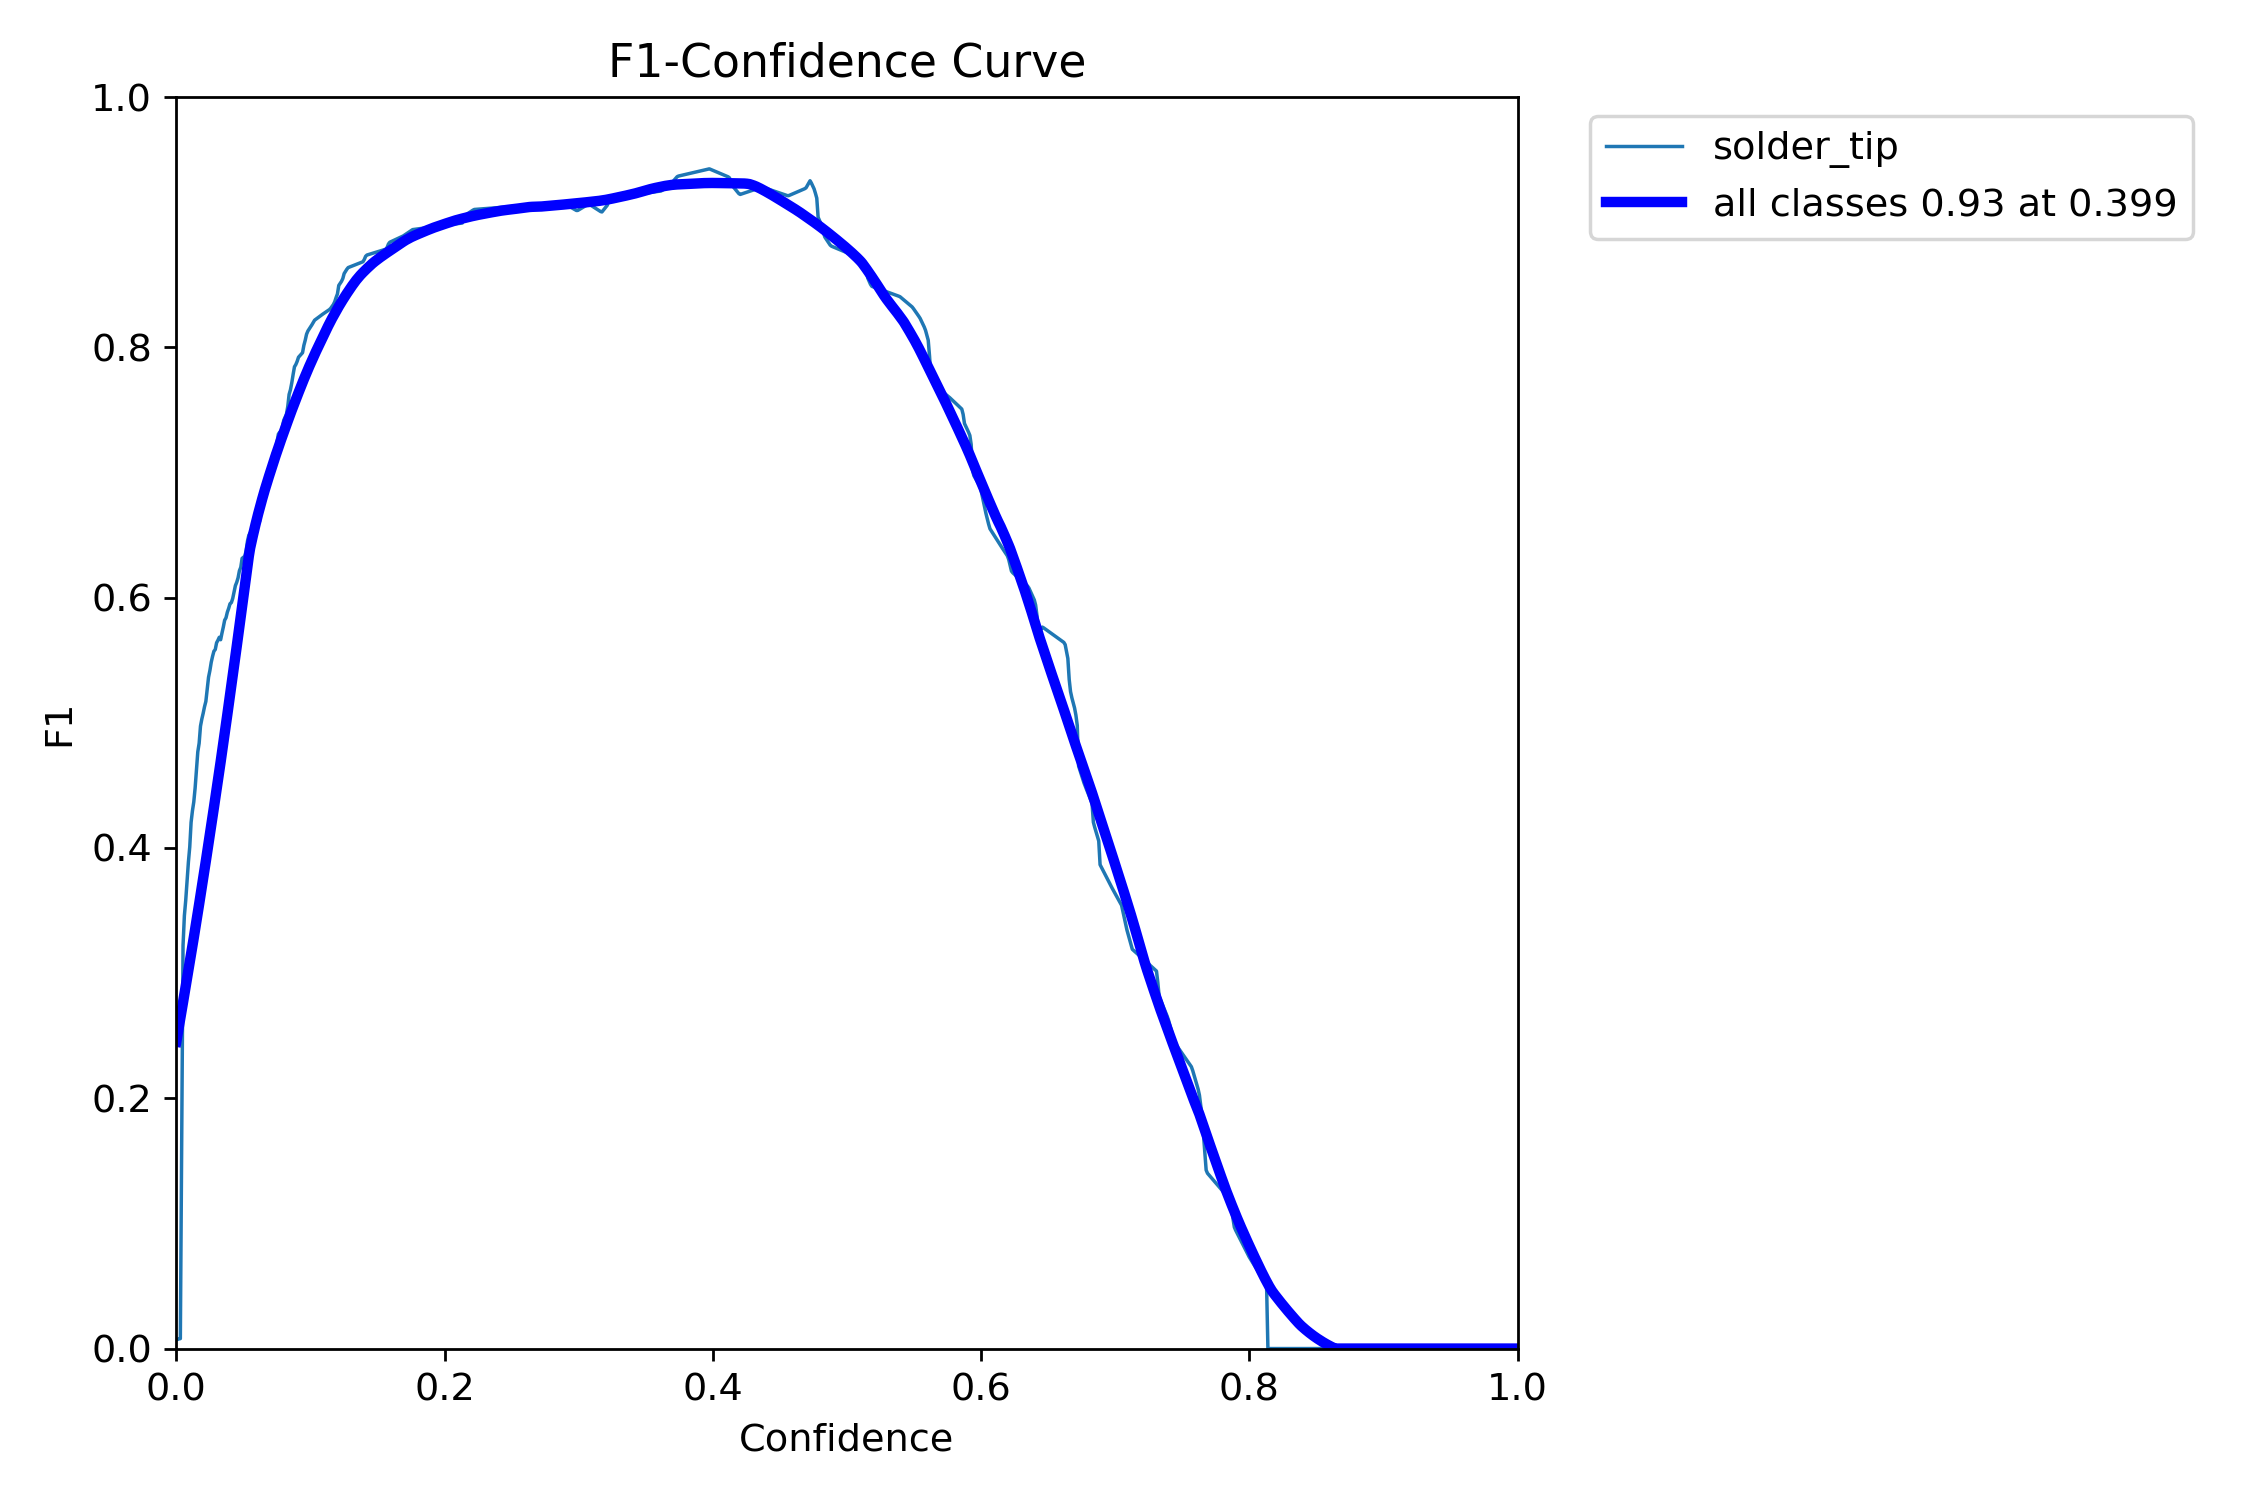 F1-Confidence Curve
1.0
0.8
0.6
0.4
0.2
0.0
F1
0.0 0.2 0.4 0.6 0.8 1.0
Confidence
solder_tip
all classes 0.93 at 0.399